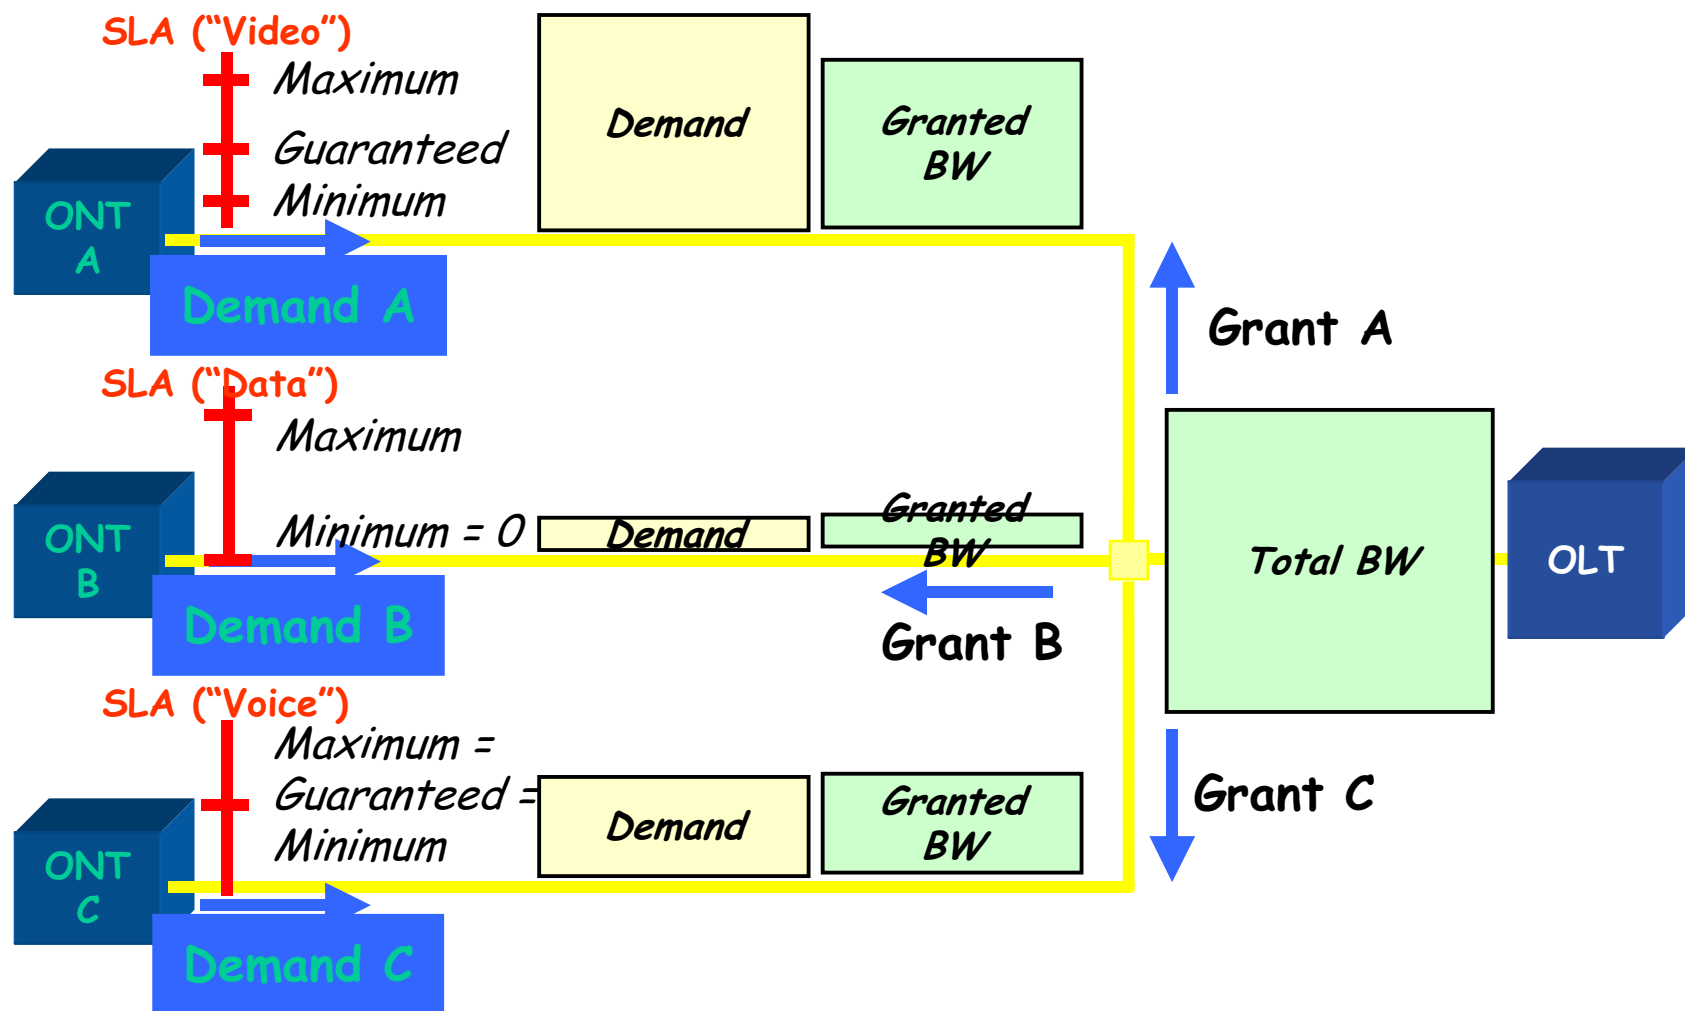 SLA (“Video”)
Maximum
Guaranteed
Minimum
ONT
A
Demand A
Demand
Granted
BW
Grant A
SLA (“Data”)
Maximum
Minimum = 0
ONT
B
Demand B
Demand
Granted
BW
Grant B
Total BW
OLT
SLA (“Voice”)
Maximum =
Guaranteed =
Minimum
ONT
C
Demand C
Demand
Granted
BW
Grant C